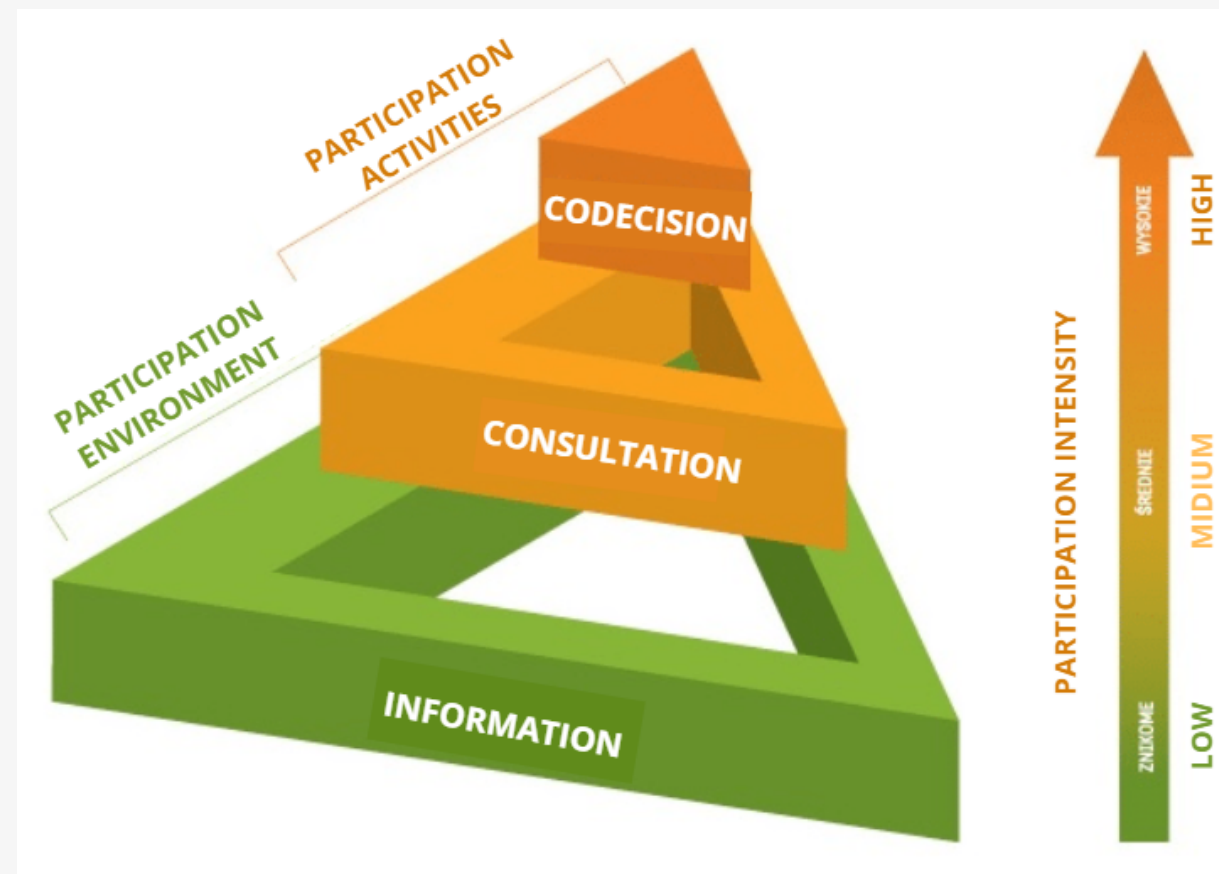 PARTICIPATION
ACTIVITIES
CODECISION
PARTICIPATION
ENVIRONMENT
CONSULTATION
INFORMATION
PARTICIPATION INTENSITY
WYSOKIE
HIGH
ŚREDNIE
MIDIUM
ZNIKOME
LOW